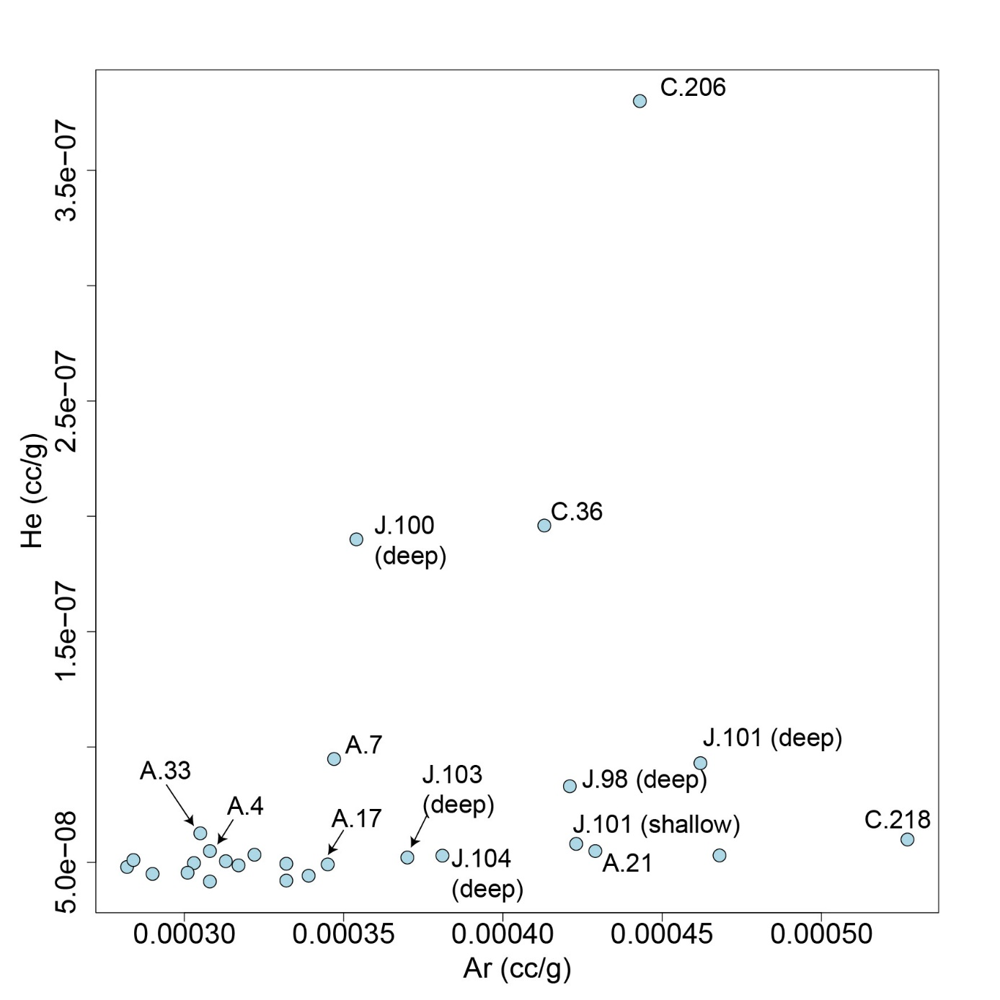 C.206
3.5e−07
2.5e−07
1.5e−07
5.0e−08
He (cc/g)
C.36
J.100
(deep)
J.101 (deep)
A.7
A.33
J.103
(deep)
J.98 (deep)
A.4
A.17
J.101 (shallow)
C.218
J.104
(deep)
A.21
0.00030
0.00035
0.00040
0.00045
0.00050
Ar (cc/g)